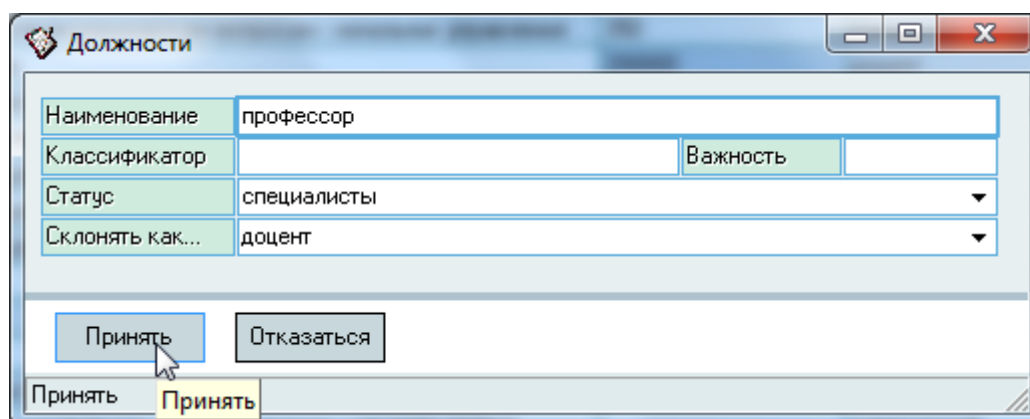 Должности
Наименование профессор
Классификатор Важность
Статус специалисты
Склонять как... доцент
Принять Отказаться
Принять
Принять